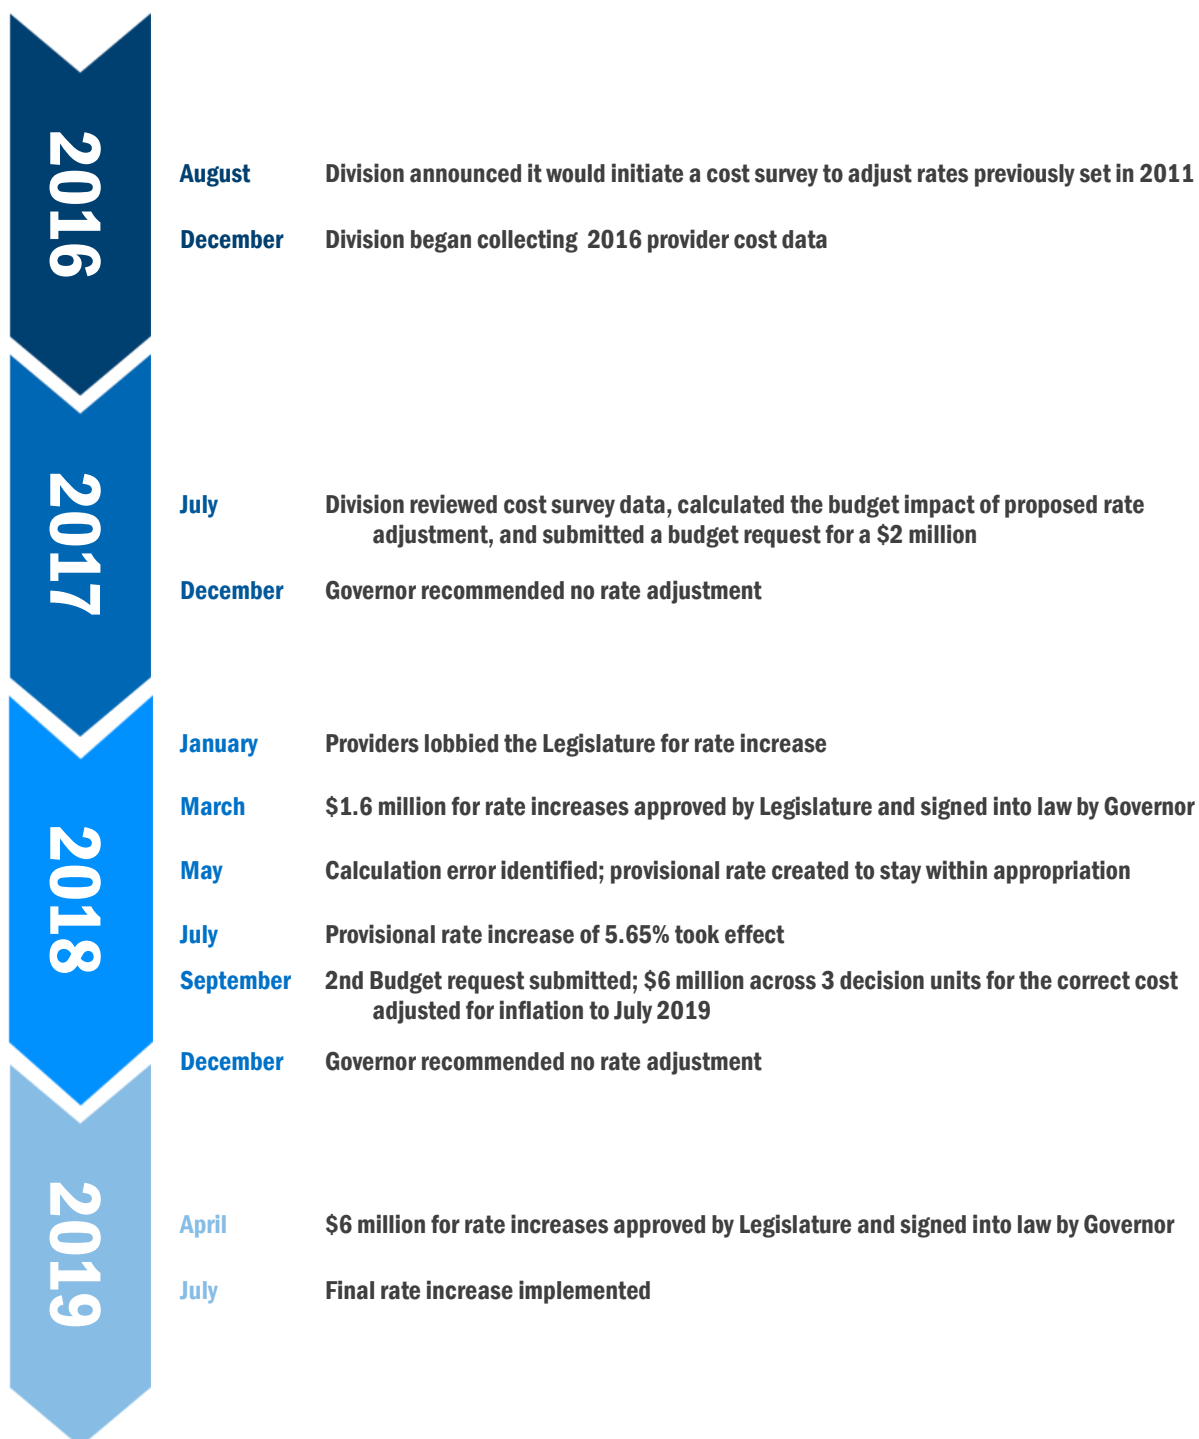 2016
August Division announced it would initiate a cost survey to adjust rates previously set in 2011
December Division began collecting 2016 provider cost data
2017
July Division reviewed cost survey data, calculated the budget impact of proposed rate
adjustment, and submitted a budget request for a $2 million
December Governor recommended no rate adjustment
2018
January Providers lobbied the Legislature for rate increase
March $1.6 million for rate increases approved by Legislature and signed into law by Governor
May Calculation error identified; provisional rate created to stay within appropriation
July Provisional rate increase of 5.65% took effect
September 2nd Budget request submitted; $6 million across 3 decision units for the correct cost
adjusted for inflation to July 2019
December Governor recommended no rate adjustment
2019
April $6 million for rate increases approved by Legislature and signed into law by Governor
July Final rate increase implemented